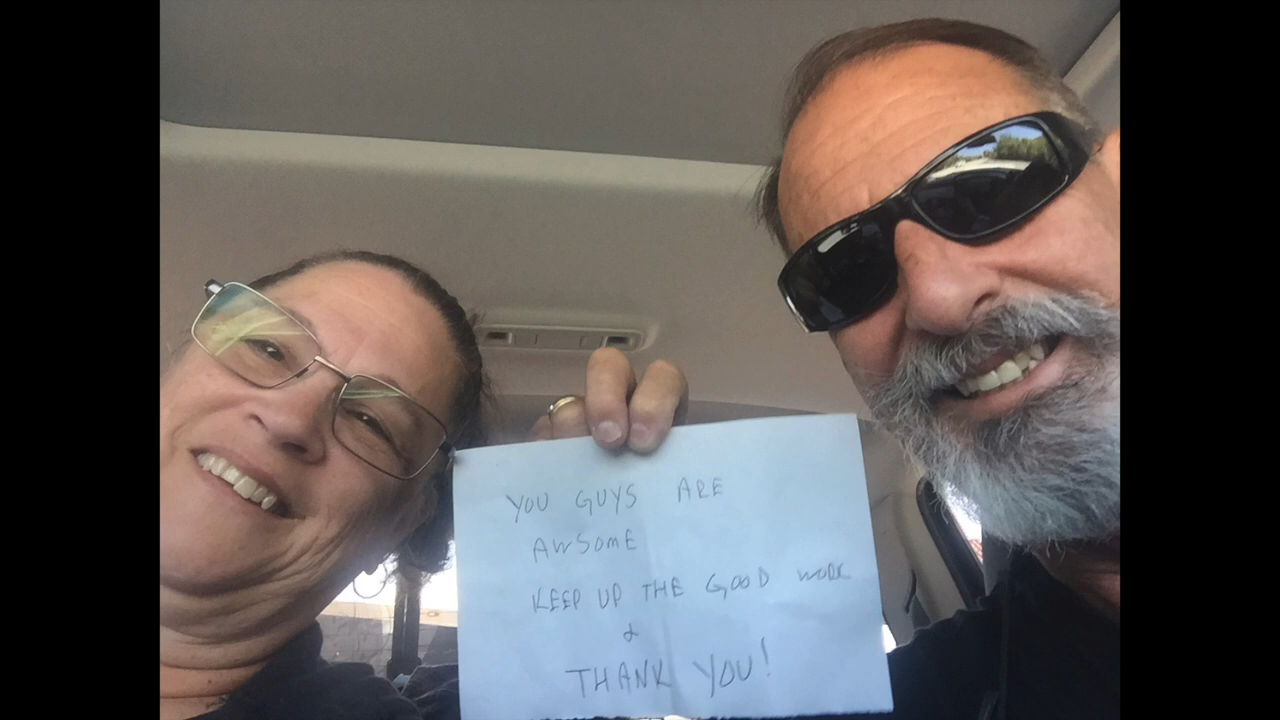 YOU GUYS ARE
AWSOME
KEEP UP THE GOOD WORK
&
THANK YOU!